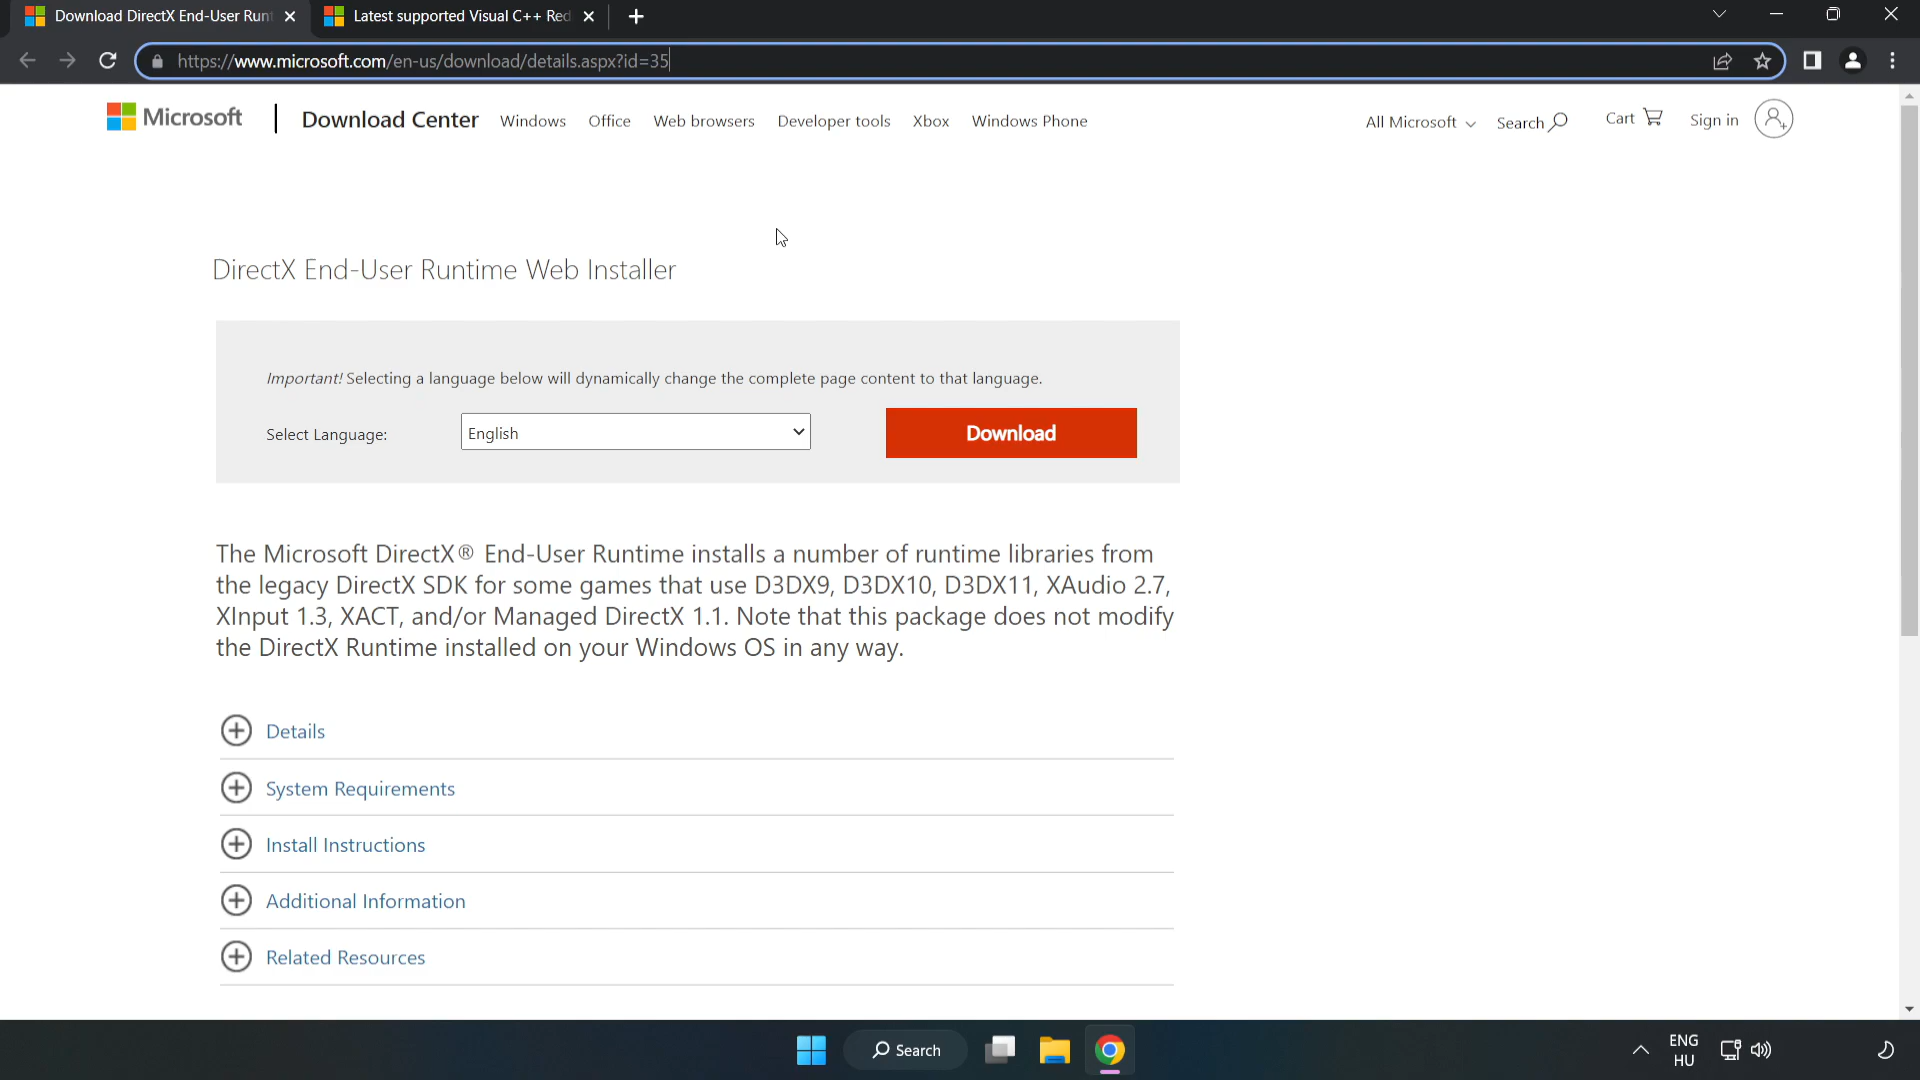 Download DirectX End-User Runt
Latest supported Visual C++ Red
https://www.microsoft.com/en-us/download/details.aspx?id=35
Microsoft
Download Center
Windows
Office
Web browsers
Developer tools
Xbox
Windows Phone
All Microsoft
Search
Cart
Sign in
DirectX End-User Runtime Web Installer
Important! Selecting a language below will dynamically change the complete page content to that language.
Select Language:
English
Download
The Microsoft DirectX® End-User Runtime installs a number of runtime libraries from
the legacy DirectX SDK for some games that use D3DX9, D3DX10, D3DX11, XAudio 2.7,
XInput 1.3, XACT, and/or Managed DirectX 1.1. Note that this package does not modify
the DirectX Runtime installed on your Windows OS in any way.
Details
System Requirements
Install Instructions
Additional Information
Related Resources
Search
ENG
HU